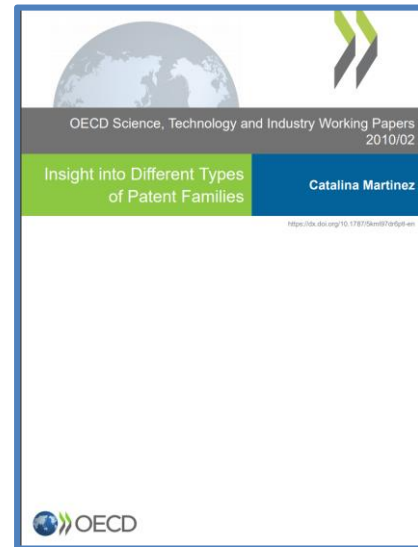 OECD Science, Technology and Industry Working Papers
2010/02
Insight into Different Types
of Patent Families
Catalina Martinez
https://dx.doi.org/10.1787/5kml97dr6ptl-en
OECD